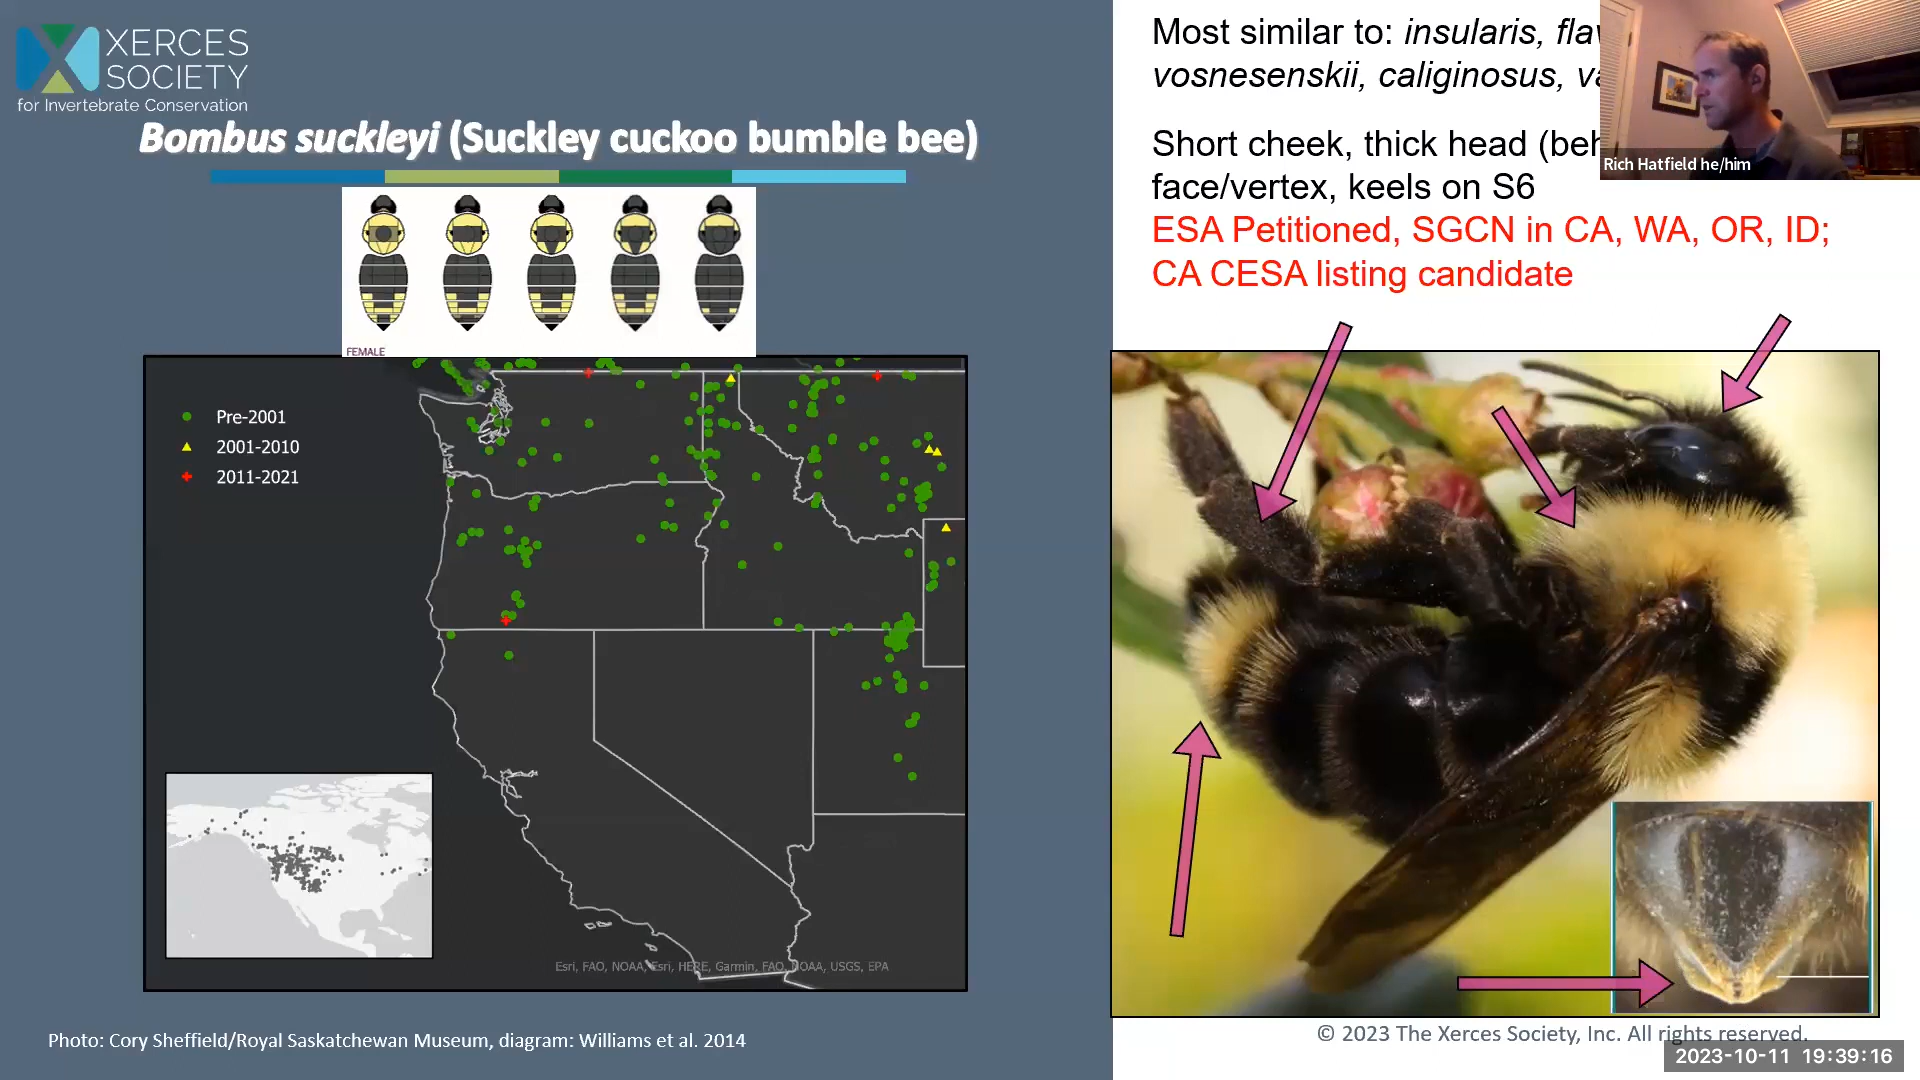 XERCES
SOCIETY
for Invertebrate Conservation
Bombus suckleyi (Suckley cuckoo bumble bee)
FEMALE
Pre-2001
2001-2010
2011-2021
Esri, FAO, NOAA, Esri, HERE, Garmin, FAO, NOAA, USGS, EPA
Photo: Cory Sheffield/Royal Saskatchewan Museum, diagram: Williams et al. 2014
Most similar to: insularis,
vosnesenskii, caliginosus,
Short cheek, thick head
face/vertex, keels on S6
ESA Petitioned, SGCN in CA, WA, OR, ID;
CA CESA listing candidate
Rich Hatfield he/him
© 2023 The Xerces Society, Inc. All rights reserved.
2023-10-11 19:39:16